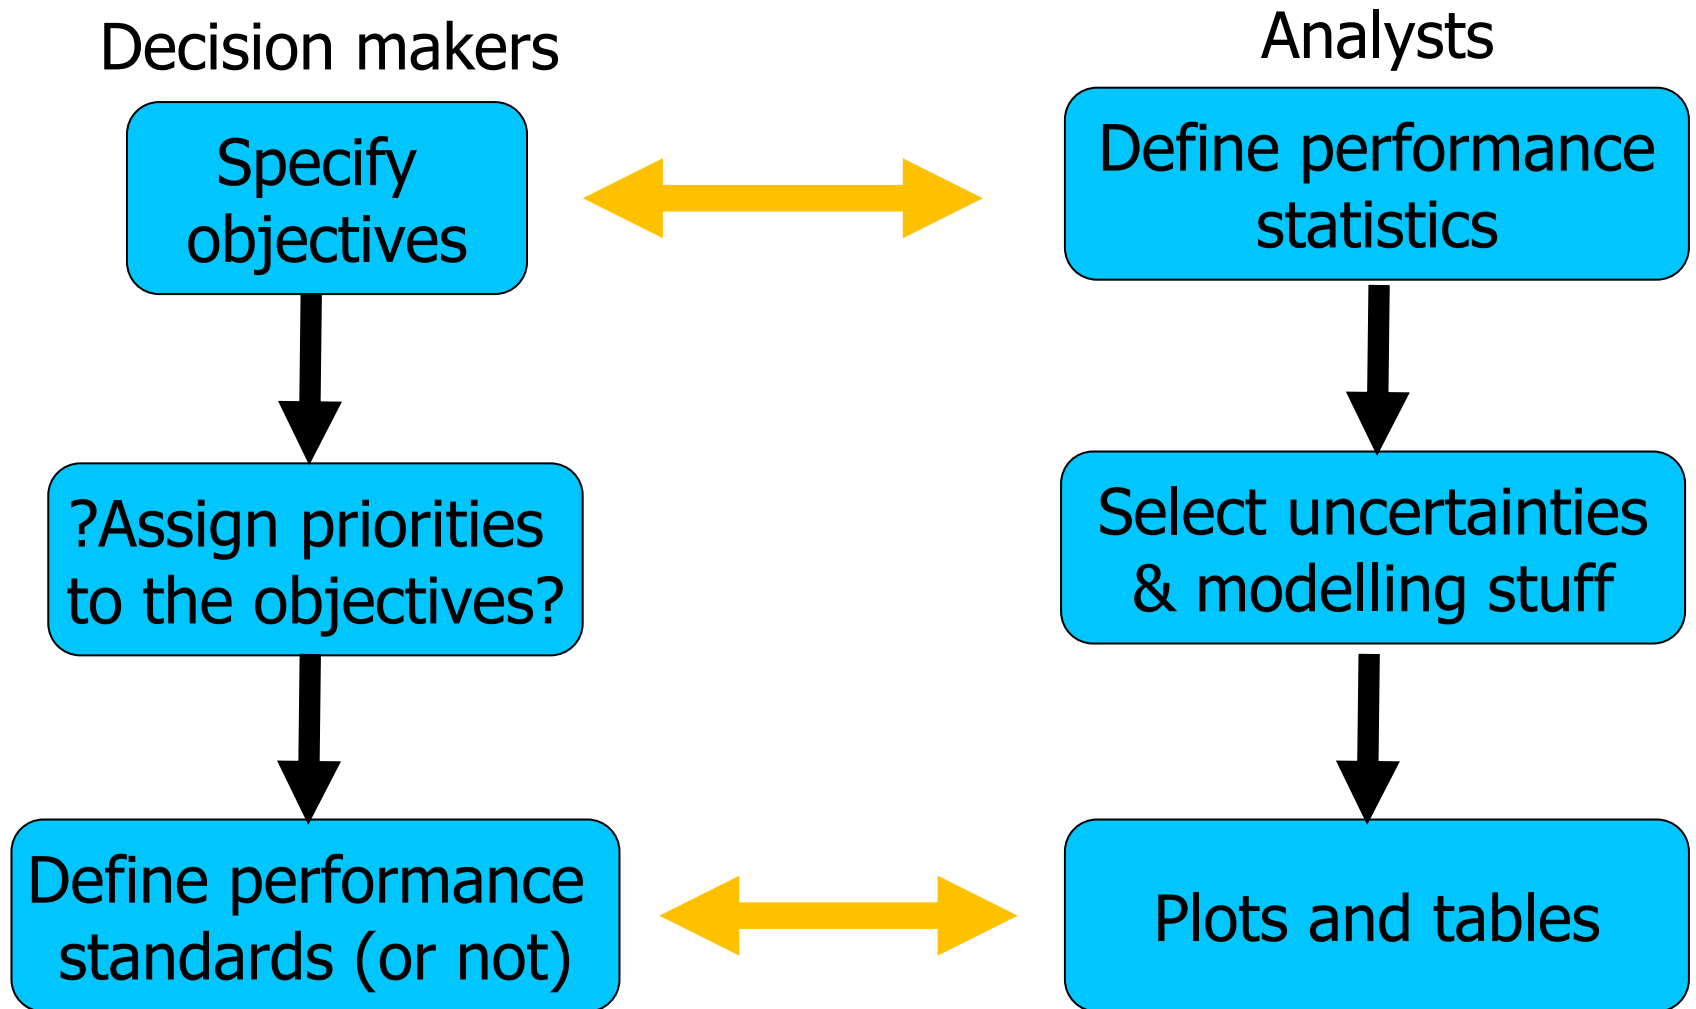 Decision makers
Specify
objectives
?Assign priorities
to the objectives?
Define performance
standards (or not)
Analysts
Define performance
statistics
Select uncertainties
& modelling stuff
Plots and tables